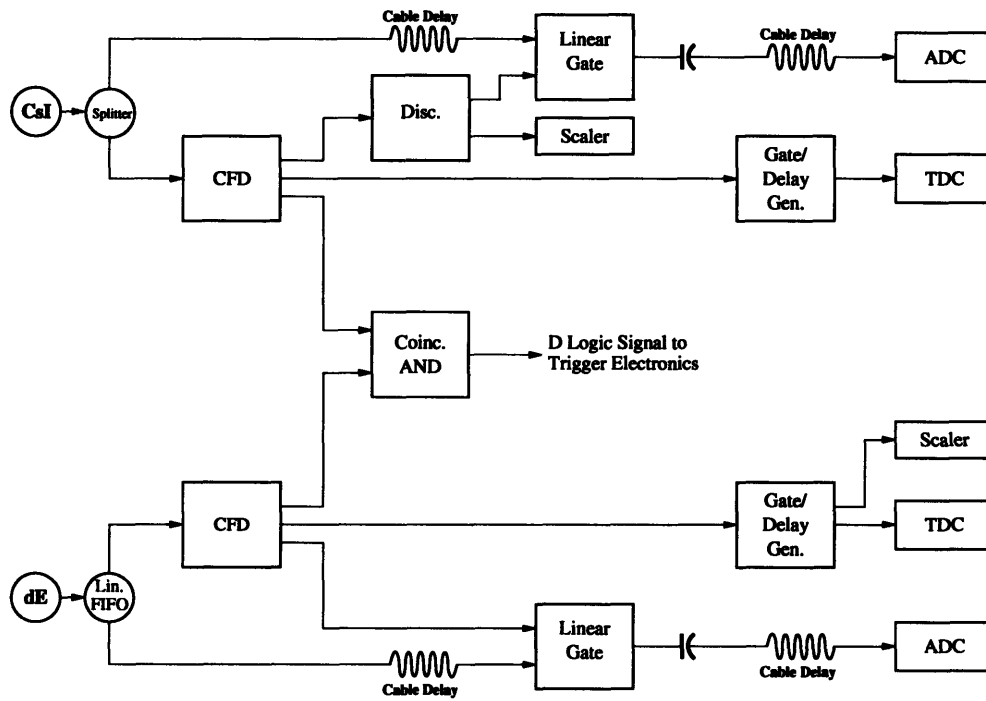 Cable Delay
Linear
Gate
Cable Delay
ADC
CsI
Splitter
Disc.
Scaler
CFD
Gate/
Delay
Gen.
TDC
Coinc.
AND
D Logic Signal to
Trigger Electronics
Scaler
CFD
Gate/
Delay
Gen.
TDC
dE
Lin.
FIFO
Linear
Gate
ADC
Cable Delay
Cable Delay